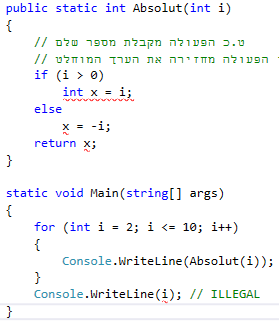 public static int Absolut(int i)
{
// ט.כ הפעולה מקבלת מספר שלם
// הפעולה מחזירה את הערך המוחלט
if (i > 0)
int x = i;
else
x = -i;
return x;
}
static void Main(string[] args)
{
for (int i = 2; i <= 10; i++)
{
Console.WriteLine(Absolut(i));
}
Console.WriteLine(i); // ILLEGAL
}